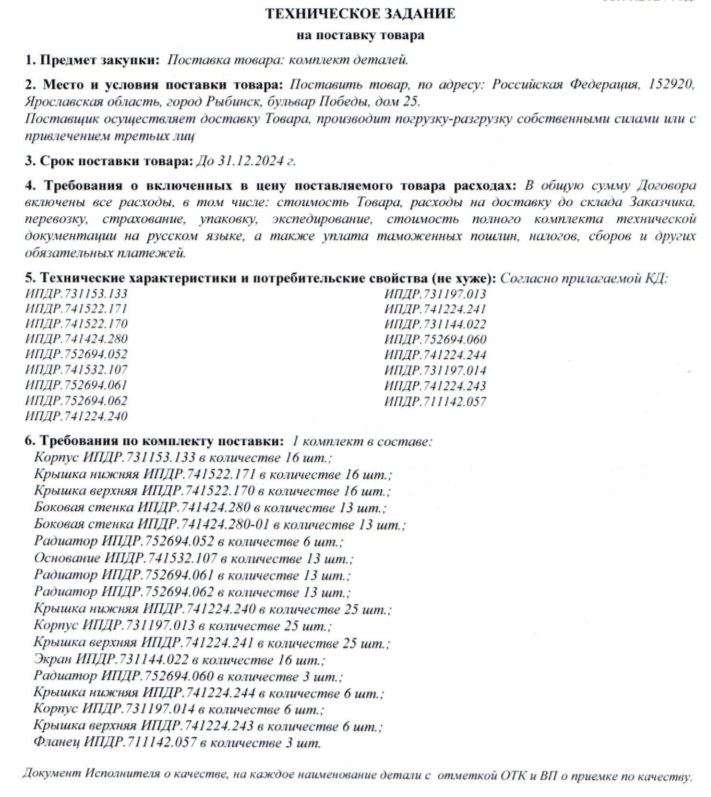 ТЕХНИЧЕСКОЕ ЗАДАНИЕ
на поставку товара
1. Предмет закупки: Поставка товара: комплект деталей.
2. Место и условия поставки товара: Поставить товар, по адресу: Российская Федерация, 152920,
Ярославская область, город Рыбинск, бульвар Победы, дом 25.
Поставщик осуществляет доставку Товара, производит погрузку-разгрузку собственными силами или с
привлечением третьих лиц
3. Срок поставки товара: До 31.12.2024 г.
4. Требования о включенных в цену поставляемого товара расходах: В общую сумму Договора
включены все расходы, в том числе: стоимость Товара, расходы на доставку до склада Заказчика,
перевозку, страхование, упаковку, экспедирование, стоимость полного комплекта технической
документации на русском языке, а также уплата таможенных пошлин, налогов, сборов и других
обязательных платежей.
5. Технические характеристики и потребительские свойства (не хуже): Согласно прилагаемой КД:
ИПДР.731153.133 ИПДР.731197.013
ИПДР.741522.171 ИПДР.741224.241
ИПДР.741522.170 ИПДР.731144.022
ИПДР.741424.280 ИПДР.752694.060
ИПДР.752694.052 ИПДР.741224.244
ИПДР.741532.107 ИПДР.731197.014
ИПДР.752694.061 ИПДР.741224.243
ИПДР.752694.062 ИПДР.711142.057
ИПДР.741224.240
6. Требования по комплекту поставки: 1 комплект в составе:
Корпус ИПДР.731153.133 в количестве 16 шт.;
Крышка нижняя ИПДР.741522.171 в количестве 16 шт.;
Крышка верхняя ИПДР.741522.170 в количестве 16 шт.;
Боковая стенка ИПДР.741424.280 в количестве 13 шт.;
Боковая стенка ИПДР.741424.280-01 в количестве 13 шт.;
Радиатор ИПДР.752694.052 в количестве 6 шт.;
Основание ИПДР.741532.107 в количестве 13 шт.;
Радиатор ИПДР.752694.061 в количестве 13 шт.;
Радиатор ИПДР.752694.062 в количестве 13 шт.;
Крышка нижняя ИПДР.741224.240 в количестве 25 шт.;
Корпус ИПДР.731197.013 в количестве 25 шт.;
Крышка верхняя ИПДР.741224.241 в количестве 25 шт.;
Экран ИПДР.731144.022 в количестве 16 шт.;
Радиатор ИПДР.752694.060 в количестве 3 шт.;
Крышка нижняя ИПДР.741224.244 в количестве 6 шт.;
Корпус ИПДР.731197.014 в количестве 6 шт.;
Крышка верхняя ИПДР.741224.243 в количестве 6 шт.;
Фланец ИПДР.711142.057 в количестве 3 шт.
Документ Исполнителя о качестве, на каждое наименование детали с отметкой ОТК и ВП о приемке по качеству.